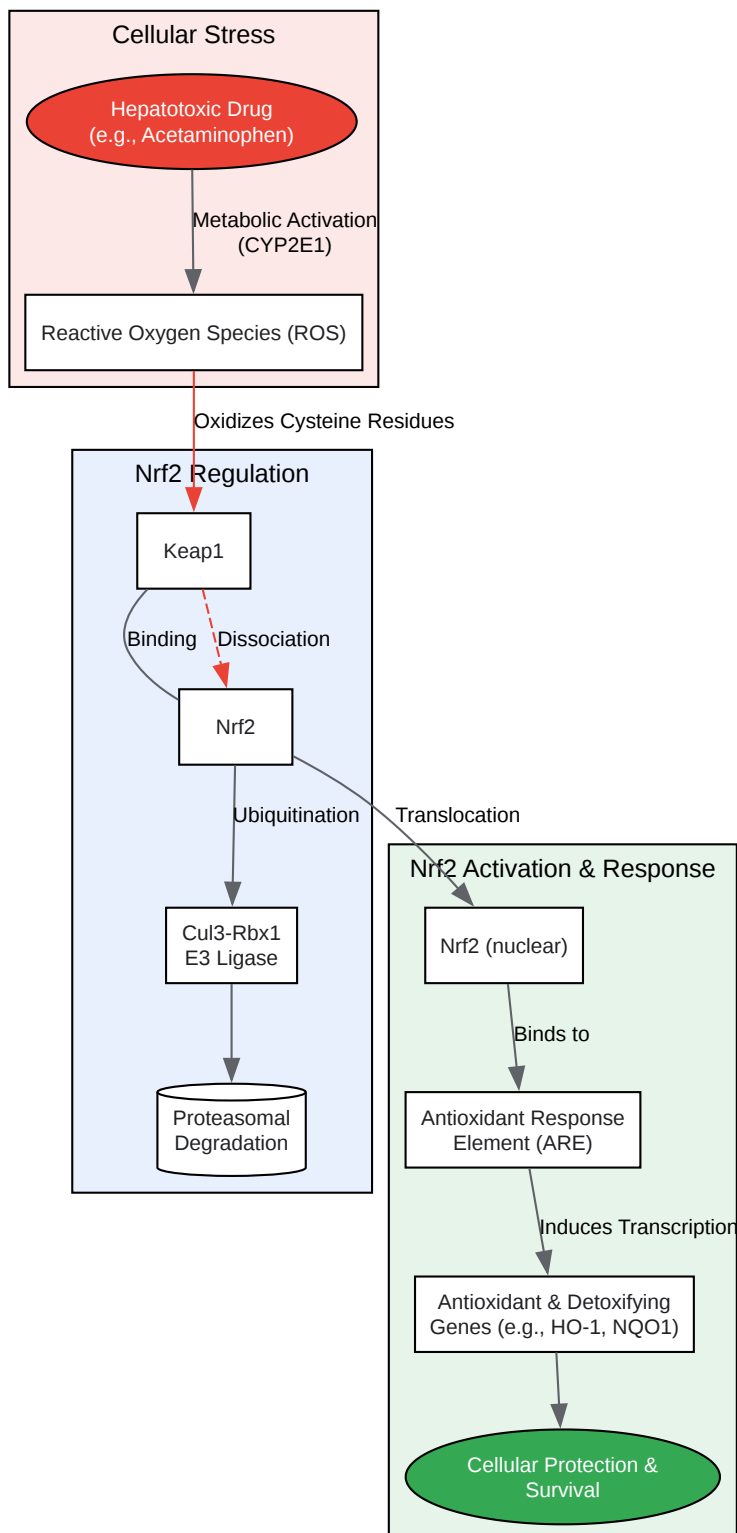 Cellular Stress
Hepatotoxic Drug
(e.g., Acetaminophen)
Metabolic Activation
(CYP2E1)
Reactive Oxygen Species (ROS)
Oxidizes Cysteine Residues
Nrf2 Regulation
Keap1
Binding
Dissociation
Nrf2
Ubiquitination
Translocation
Nrf2 Activation & Response
Cul3-Rbx1
E3 Ligase
Nrf2 (nuclear)
Binds to
Proteasomal
Degradation
Antioxidant Response
Element (ARE)
Induces Transcription
Antioxidant & Detoxifying
Genes (e.g., HO-1, NQO1)
Cellular Protection &
Survival